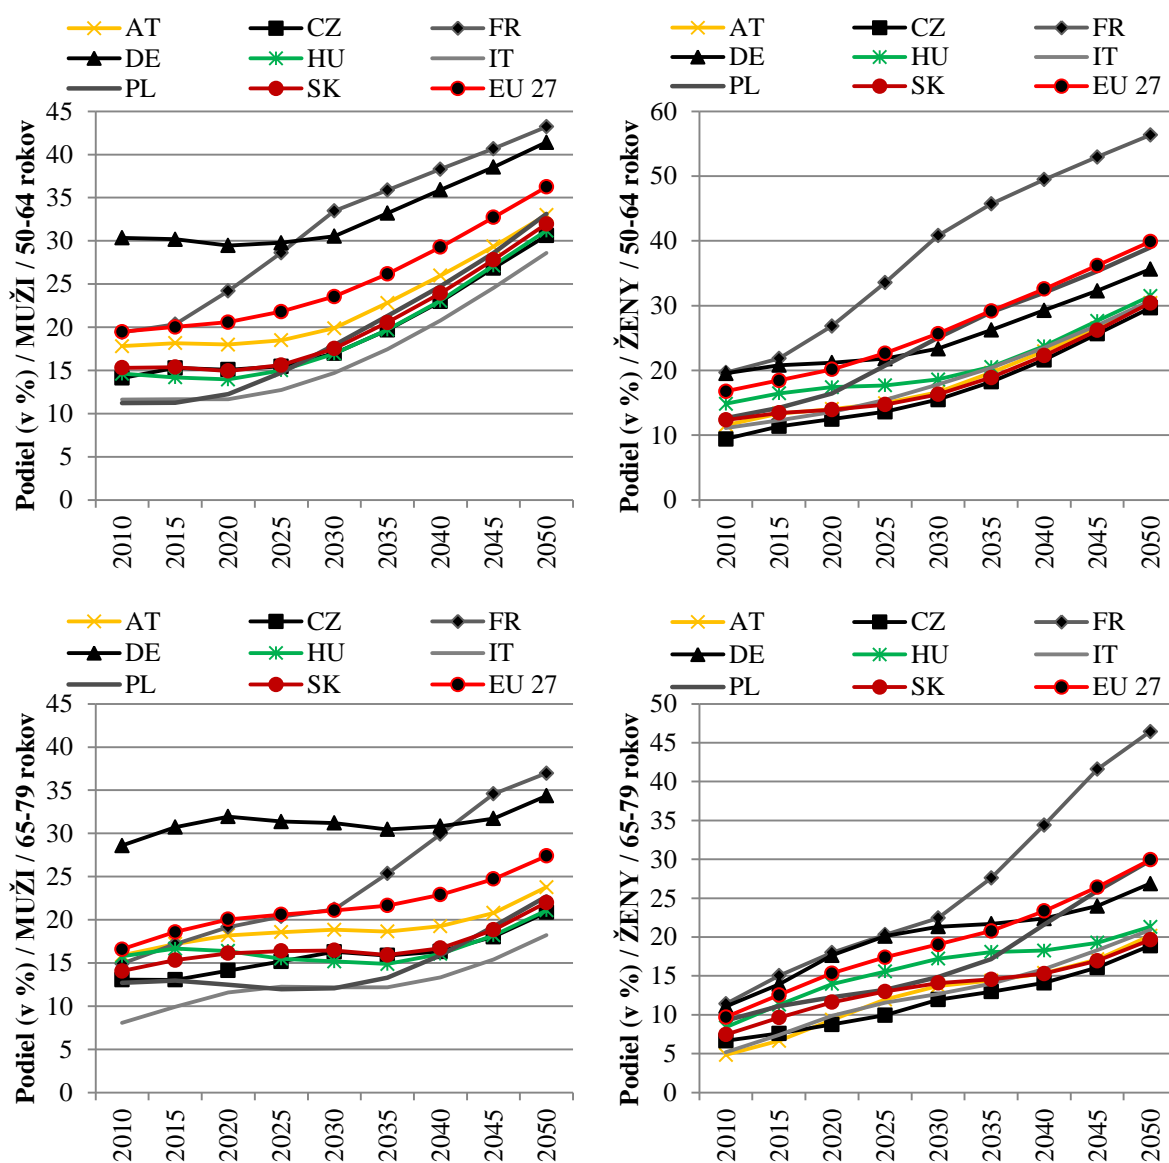 AT CZ FR
DE HU IT
PL SK EU 27
Podiel (v %) / MUŽI / 50-64 rokov
45
40
35
30
25
20
15
10
5
0
2010 2015 2020 2025 2030 2035 2040 2045 2050
AT CZ FR
DE HU IT
PL SK EU 27
Podiel (v %) / ŽENY / 50-64 rokov
60
50
40
30
20
10
0
2010 2015 2020 2025 2030 2035 2040 2045 2050
AT CZ FR
DE HU IT
PL SK EU 27
Podiel (v %) / MUŽI / 65-79 rokov
45
40
35
30
25
20
15
10
5
0
2010 2015 2020 2025 2030 2035 2040 2045 2050
AT CZ FR
DE HU IT
PL SK EU 27
Podiel (v %) / ŽENY / 65-79 rokov
50
45
40
35
30
25
20
15
10
5
0
2010 2015 2020 2025 2030 2035 2040 2045 2050